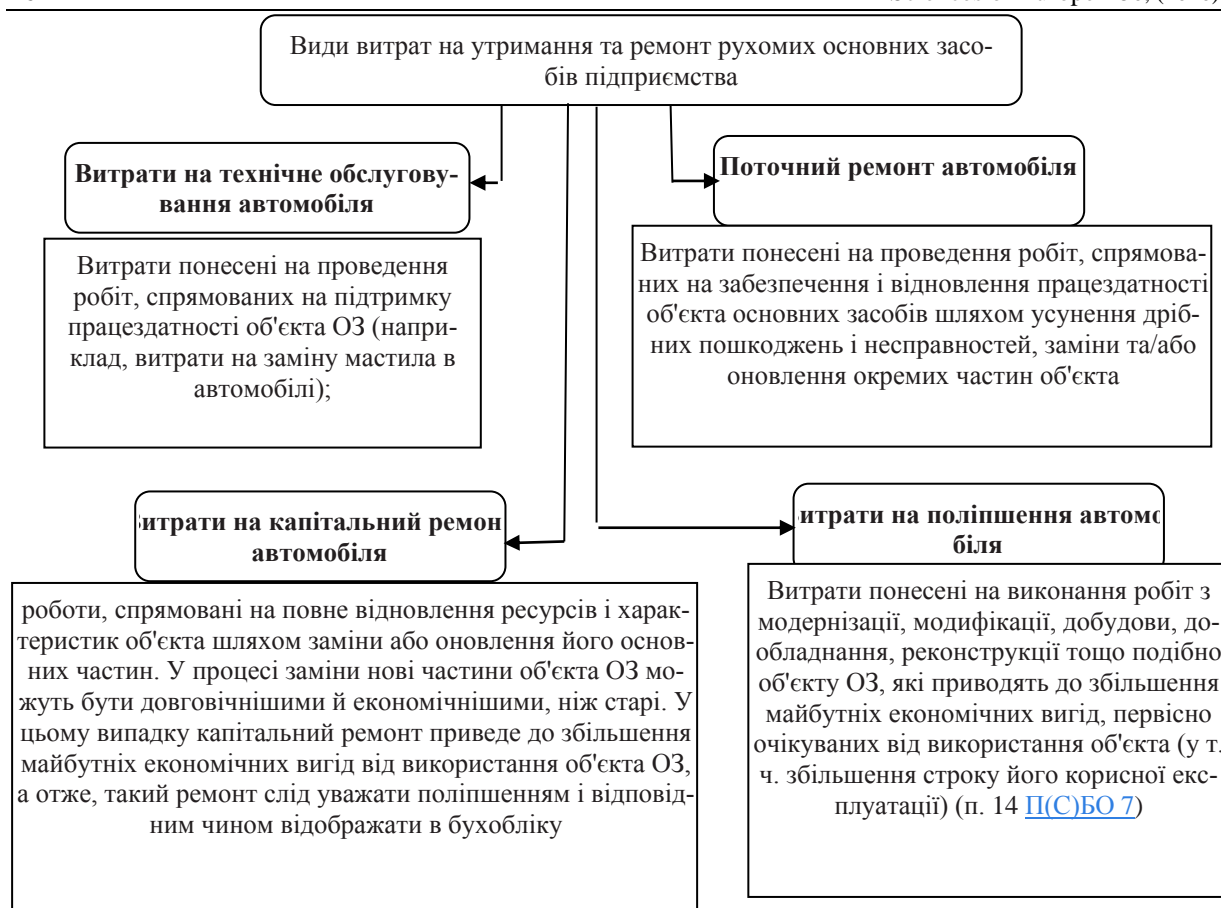 Види витрат на утримання та ремонт рухомих основних засо-
бів підприємства
Витрати на технічне обслугову-
вання автомобіля
Витрати понесені на проведення
робіт, спрямованих на підтримку
працездатності об'єкта ОЗ (напри-
клад, витрати на заміну мастила в
автомобілі);
Поточний ремонт автомобіля
Витрати понесені на проведення робіт, спрямова-
них на забезпечення і відновлення працездатності
об'єкта основних засобів шляхом усунення дріб-
них пошкоджень і несправностей, заміни та/або
оновлення окремих частин об'єкта
итрати на капітальний ремон
автомобіля
роботи, спрямовані на повне відновлення ресурсів і харак-
теристик об'єкта шляхом заміни або оновлення його основ-
них частин. У процесі заміни нові частини об'єкта ОЗ мо-
жуть бути довговічнішими й економічнішими, ніж старі. У
цьому випадку капітальний ремонт приведе до збільшення
майбутніх економічних вигід від використання об'єкта ОЗ,
а отже, такий ремонт слід уважати поліпшенням і відповід-
ним чином відображати в бухобліку
итрати на поліпшення автомо
біля
Витрати понесені на виконання робіт з
модернізації, модифікації, добудови, до-
обладнання, реконструкції тощо подібно
об'єкту ОЗ, які приводять до збільшення
майбутніх економічних вигід, первісно
очікуваних від використання об'єкта (у т.
ч. збільшення строку його корисної екс-
плуатації) (п. 14 П(С)БО 7)